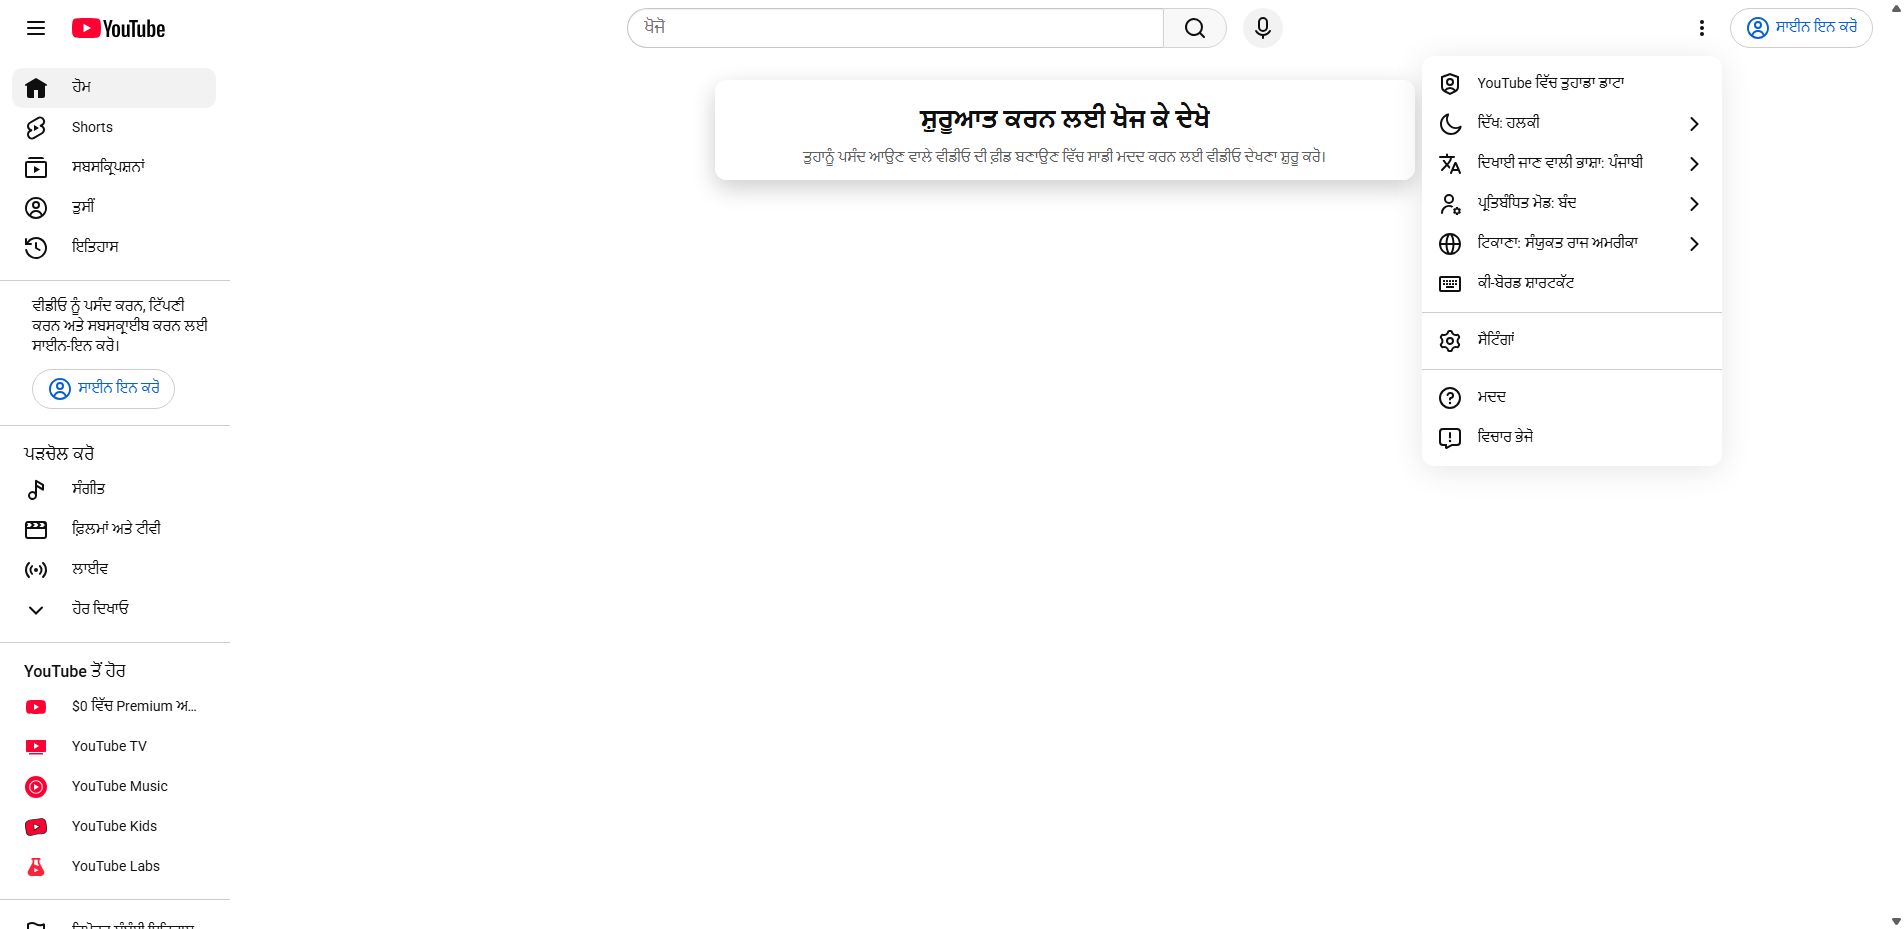 YouTube
ਖੋਜੋ
ਸਾਈਨ ਇਨ ਕਰੋ
ਹੋਮ
Shorts
ਸਬਸਕ੍ਰਿਪਸ਼ਨਾਂ
ਤੁਸੀਂ
ਇਤਿਹਾਸ
ਵੀਡੀਓ ਨੂੰ ਪਸੰਦ ਕਰਨ, ਟਿੱਪਣੀ
ਕਰਨ ਅਤੇ ਸਬਸਕ੍ਰਾਈਬ ਕਰਨ ਲਈ
ਸਾਈਨ-ਇਨ ਕਰੋ।
ਸਾਈਨ ਇਨ ਕਰੋ
ਪੜਚੋਲ ਕਰੋ
ਸੰਗੀਤ
ਫ਼ਿਲਮਾਂ ਅਤੇ ਟੀਵੀ
ਲਾਈਵ
ਹੋਰ ਦਿਖਾਓ
YouTube ਤੋਂ ਹੋਰ
$0 ਵਿੱਚ Premium ਅ...
YouTube TV
YouTube Music
YouTube Kids
YouTube Labs
ਸ਼ੁਰੂਆਤ ਕਰਨ ਲਈ ਖੋਜ ਕੇ ਦੇਖੋ
ਤੁਹਾਨੂੰ ਪਸੰਦ ਆਉਣ ਵਾਲੇ ਵੀਡੀਓ ਦੀ ਫ਼ੀਡ ਬਣਾਉਣ ਵਿੱਚ ਸਾਡੀ ਮਦਦ ਕਰਨ ਲਈ ਵੀਡੀਓ ਦੇਖਣਾ ਸ਼ੁਰੂ ਕਰੋ।
YouTube ਵਿੱਚ ਤੁਹਾਡਾ ਡਾਟਾ
ਦਿੱਖ: ਹਲਕੀ
ਦਿਖਾਈ ਜਾਣ ਵਾਲੀ ਭਾਸ਼ਾ: ਪੰਜਾਬੀ
ਪ੍ਰਤਿਬੰਧਿਤ ਮੋਡ: ਬੰਦ
ਟਿਕਾਣਾ: ਸੰਯੁਕਤ ਰਾਜ ਅਮਰੀਕਾ
ਕੀ-ਬੋਰਡ ਸ਼ਾਰਟਕੱਟ
ਸੈਟਿੰਗਾਂ
ਮਦਦ
ਵਿਚਾਰ ਭੇਜੋ